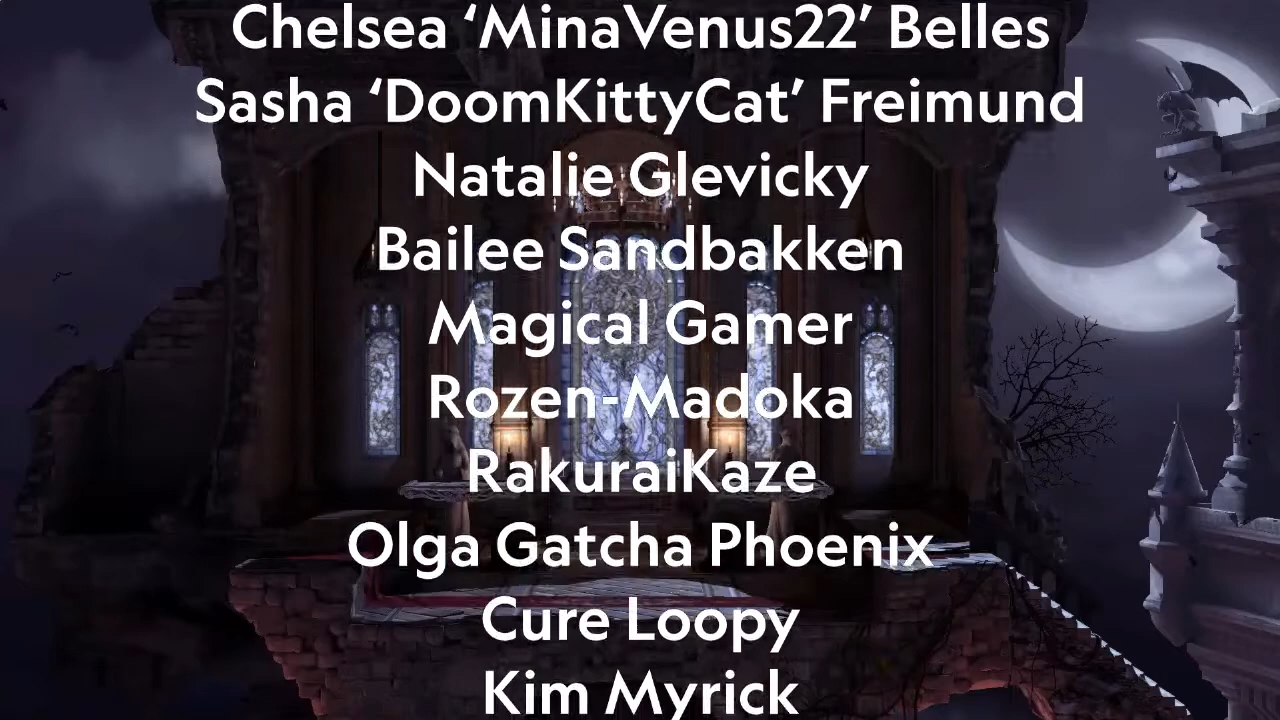 Chelsea ‘MinaVenus22’ Belles
Sasha ‘DoomKittyCat’ Freimund
Natalie Glevicky
Bailee Sandbakken
Magical Gamer
Rozen-Madoka
RakuraiKaze
Olga Gatcha Phoenix
Cure Loopy
Kim Myrick